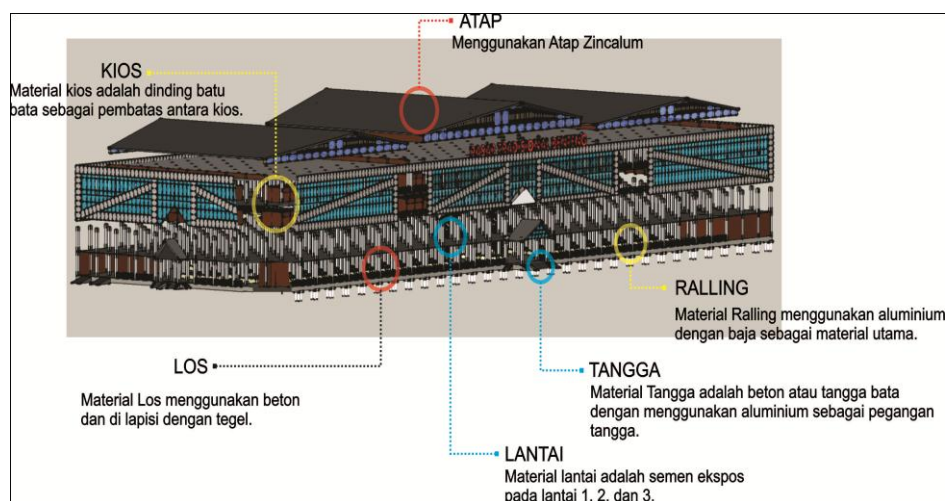 ATAP
Menggunakan Atap Zincalum
KIOS
Material kios adalah dinding batu
bata sebagai pembatas antara kios.
RALLING
Material Ralling menggunakan aluminium
dengan baja sebagai material utama.
LOS
Material Los menggunakan beton
dan di lapisi dengan tegel.
TANGGA
Material Tangga adalah beton atau tangga bata
dengan menggunakan aluminium sebagai pegangan
tangga.
LANTAI
Material lantai adalah semen ekspos
pada lantai 1, 2, dan 3.